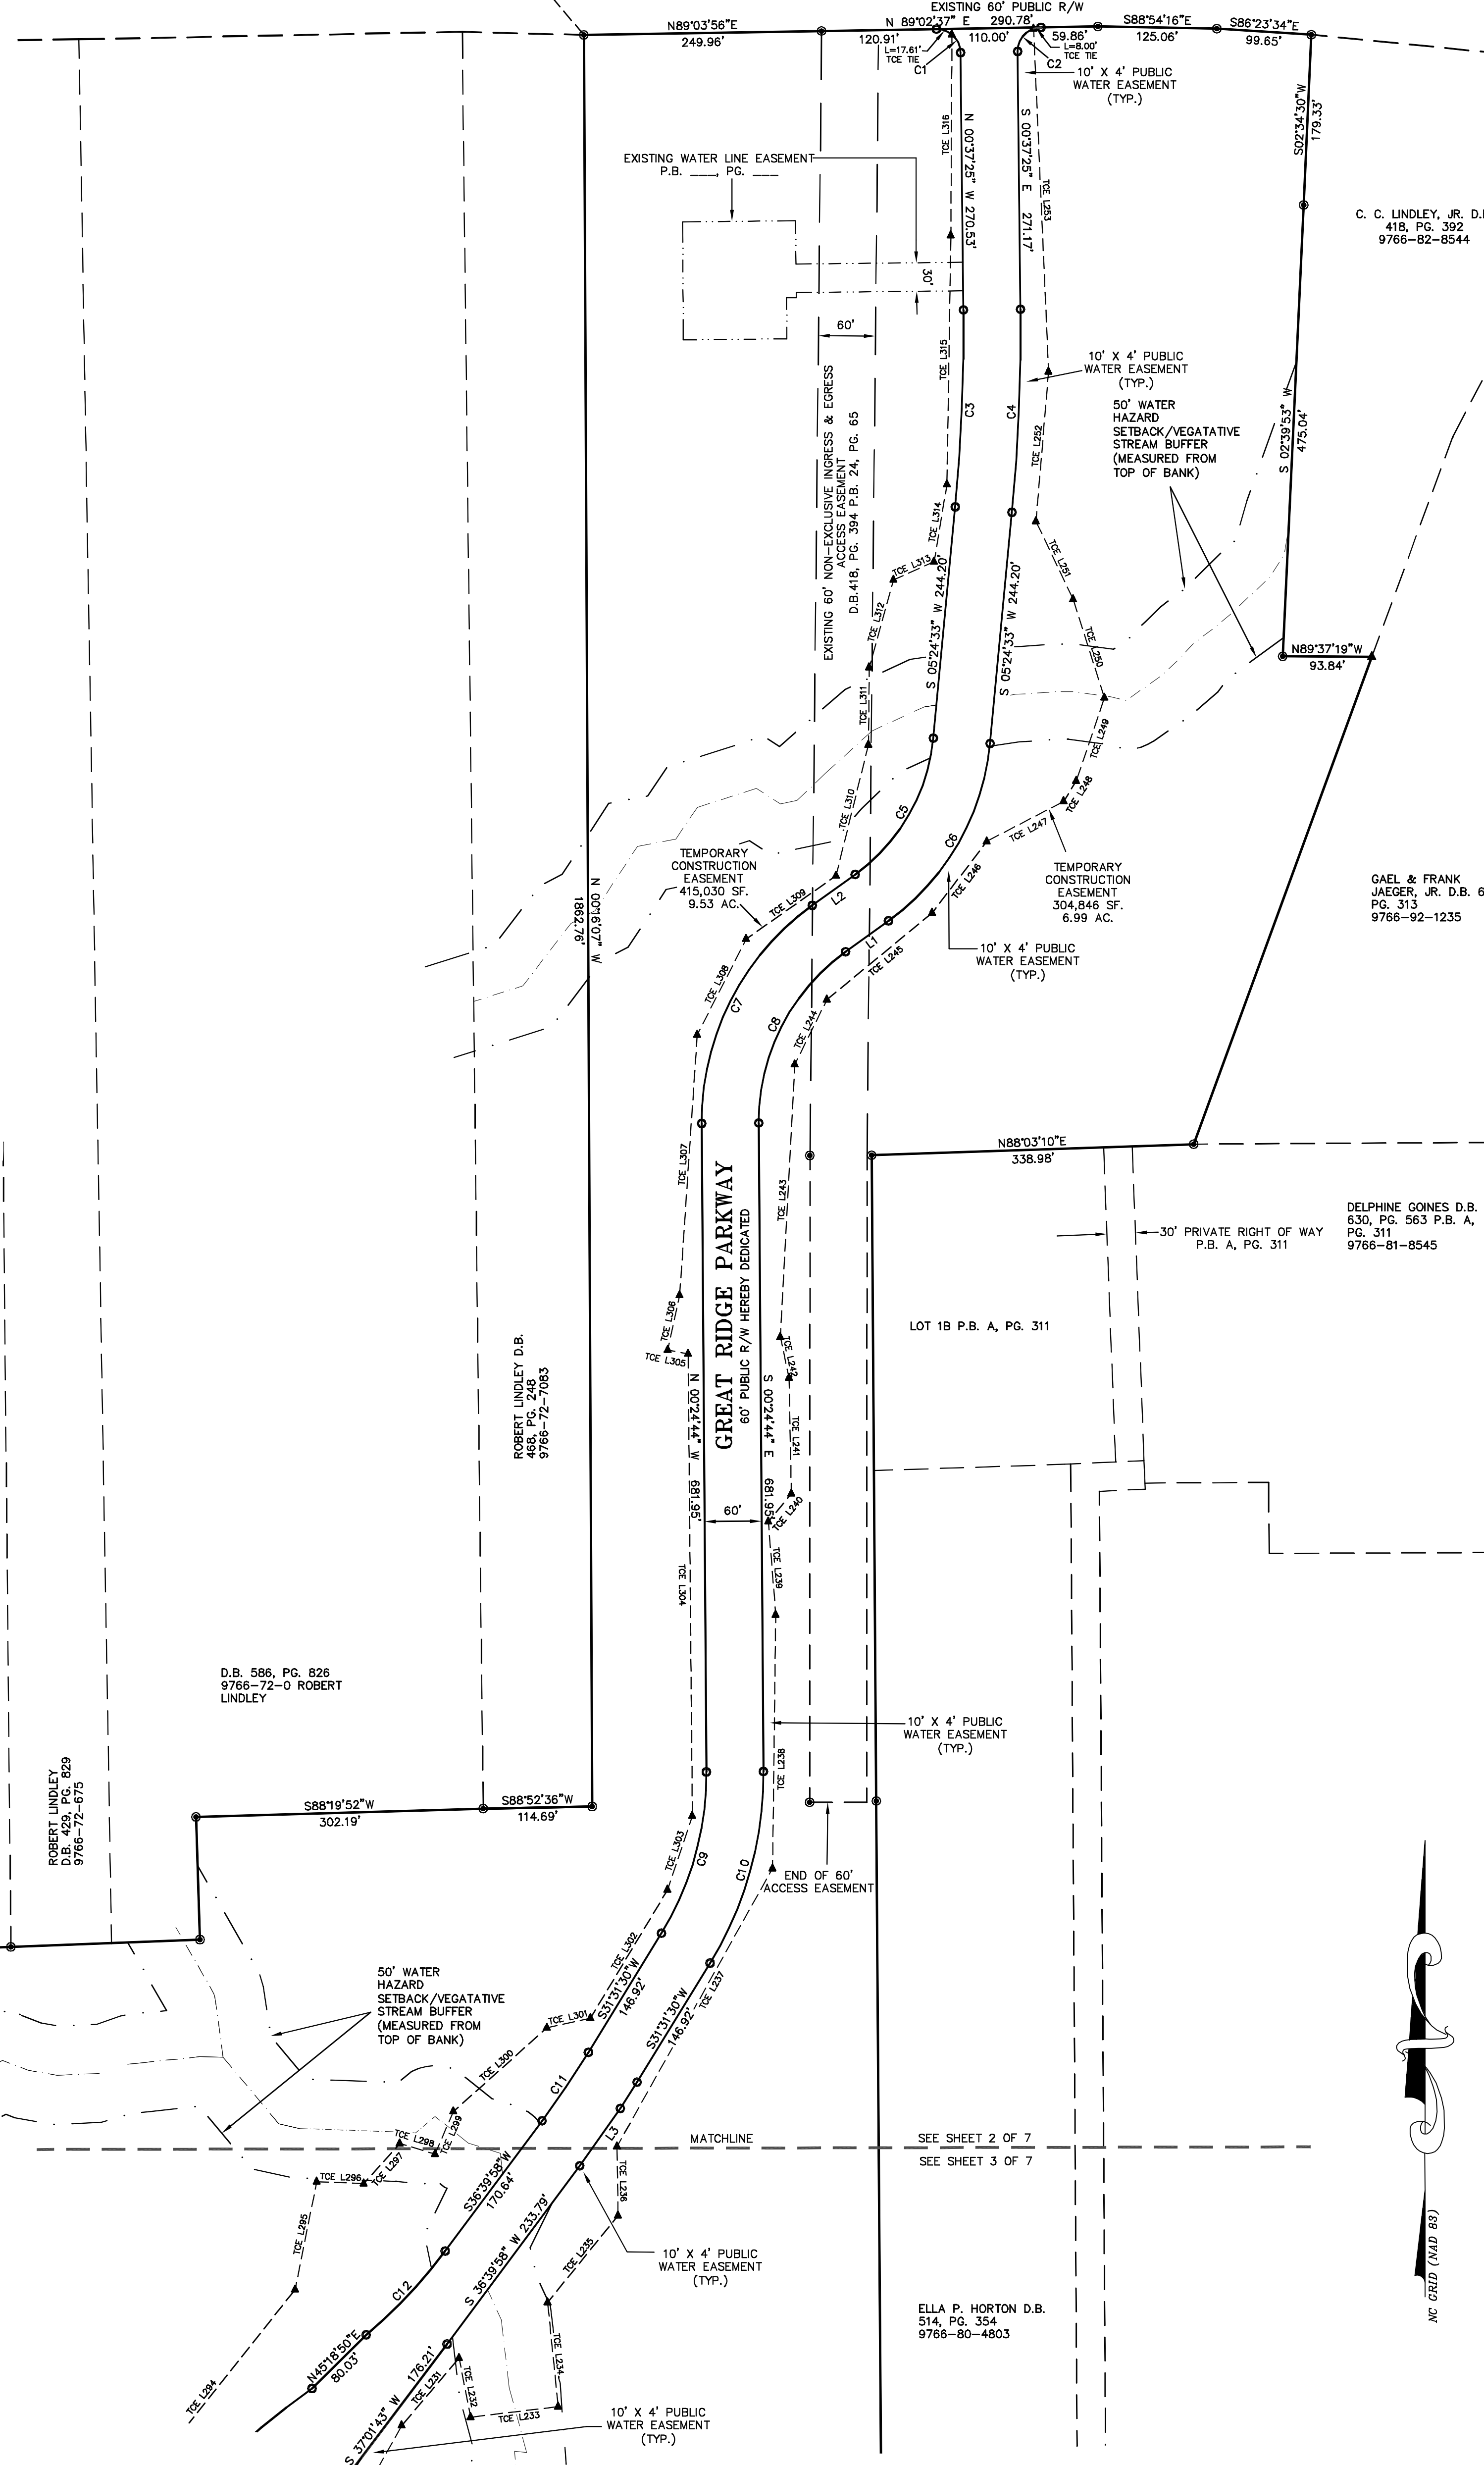 EXISTING 60' PUBLIC R/W
N89°03'56"E
249.96'
N 89°02'37" E 290.78'
120.91'
110.00'
59.86'
L=17.61'
TCE TIE
C1
L=8.00'
TCE TIE
C2
S88°54'16"E
125.06'
S86°23'34"E
99.65'
S02°34'30"W
179.33'
10' X 4' PUBLIC
WATER EASEMENT
(TYP.)
TCE L316
N 00°37'25" W 270.53'
S 00°37'25" E 271.17'
TCE L253
EXISTING WATER LINE EASEMENT
P.B. ___, PG. ___
30'
60'
C. C. LINDLEY, JR. D.
418, PG. 392
9766-82-8544
TCE L315
EXISTING 60' NON-EXCLUSIVE INGRESS & EGRESS
ACCESS EASEMENT
D.B.418, PG. 394 P.B. 24, PG. 65
C3
C4
10' X 4' PUBLIC
WATER EASEMENT
(TYP.)
50' WATER
HAZARD
SETBACK/VEGATATIVE
STREAM BUFFER
(MEASURED FROM
TOP OF BANK)
S 02°39'53" W
475.04'
TCE L252
TCE L314
TCE L313
TCE L312
TCE L311
TCE L310
S 05°24'33" W 244.20'
S 05°24'33" W 244.20'
TCE L251
TCE L250
TCE L249
TCE L248
TCE L247
TCE L246
N89°37'19"W
93.84'
C5
C6
TEMPORARY
CONSTRUCTION
EASEMENT
415,030 SF.
9.53 AC.
TCE L309
L2
L1
TEMPORARY
CONSTRUCTION
EASEMENT
304,846 SF.
6.99 AC.
GAEL & FRANK
JAEGER, JR. D.B. 6
PG. 313
9766-92-1235
N 00°16'07" W
1862.76'
10' X 4' PUBLIC
WATER EASEMENT
(TYP.)
TCE L245
TCE L308
C7
C8
TCE L244
N88°03'10"E
338.98'
TCE L307
TCE L243
GREAT RIDGE PARKWAY
60' PUBLIC R/W HEREBY DEDICATED
30' PRIVATE RIGHT OF WAY
P.B. A, PG. 311
DELPHINE GOINES D.B.
630, PG. 563 P.B. A,
PG. 311
9766-81-8545
LOT 1B P.B. A, PG. 311
TCE L306
TCE L305
TCE L242
TCE L241
TCE L240
ROBERT LINDLEY D.B.
468, PG. 248
9766-72-7083
N 00°24'44" W 681.95'
S 00°24'44" E 681.95'
60'
TCE L304
TCE L239
D.B. 586, PG. 826
9766-72-0 ROBERT
LINDLEY
10' X 4' PUBLIC
WATER EASEMENT
(TYP.)
TCE L238
ROBERT LINDLEY
D.B. 429, PG. 829
9766-72-675
S88°19'52"W
302.19'
S88°52'36"W
114.69'
TCE L303
C9
C10
END OF 60'
ACCESS EASEMENT
TCE L302
S31°31'30"W
146.92'
S31°31'30"W
146.92'
TCE L237
50' WATER
HAZARD
SETBACK/VEGATATIVE
STREAM BUFFER
(MEASURED FROM
TOP OF BANK)
TCE L301
TCE L300
C11
TCE L299
TCE L298
L3
MATCHLINE
SEE SHEET 2 OF 7
SEE SHEET 3 OF 7
TCE L297
TCE L296
TCE L295
S36°39'58"W
170.64'
TCE L236
S 36°39'58" W 233.79'
TCE L235
10' X 4' PUBLIC
WATER EASEMENT
(TYP.)
C12
N45°18'50"E
80.03'
TCE L294
ELLA P. HORTON D.B.
514, PG. 354
9766-80-4803
NC GRID (NAD 83)
S 37°01'43" W 176.21'
TCE L231
TCE L232
TCE L233
TCE L234
10' X 4' PUBLIC
WATER EASEMENT
(TYP.)